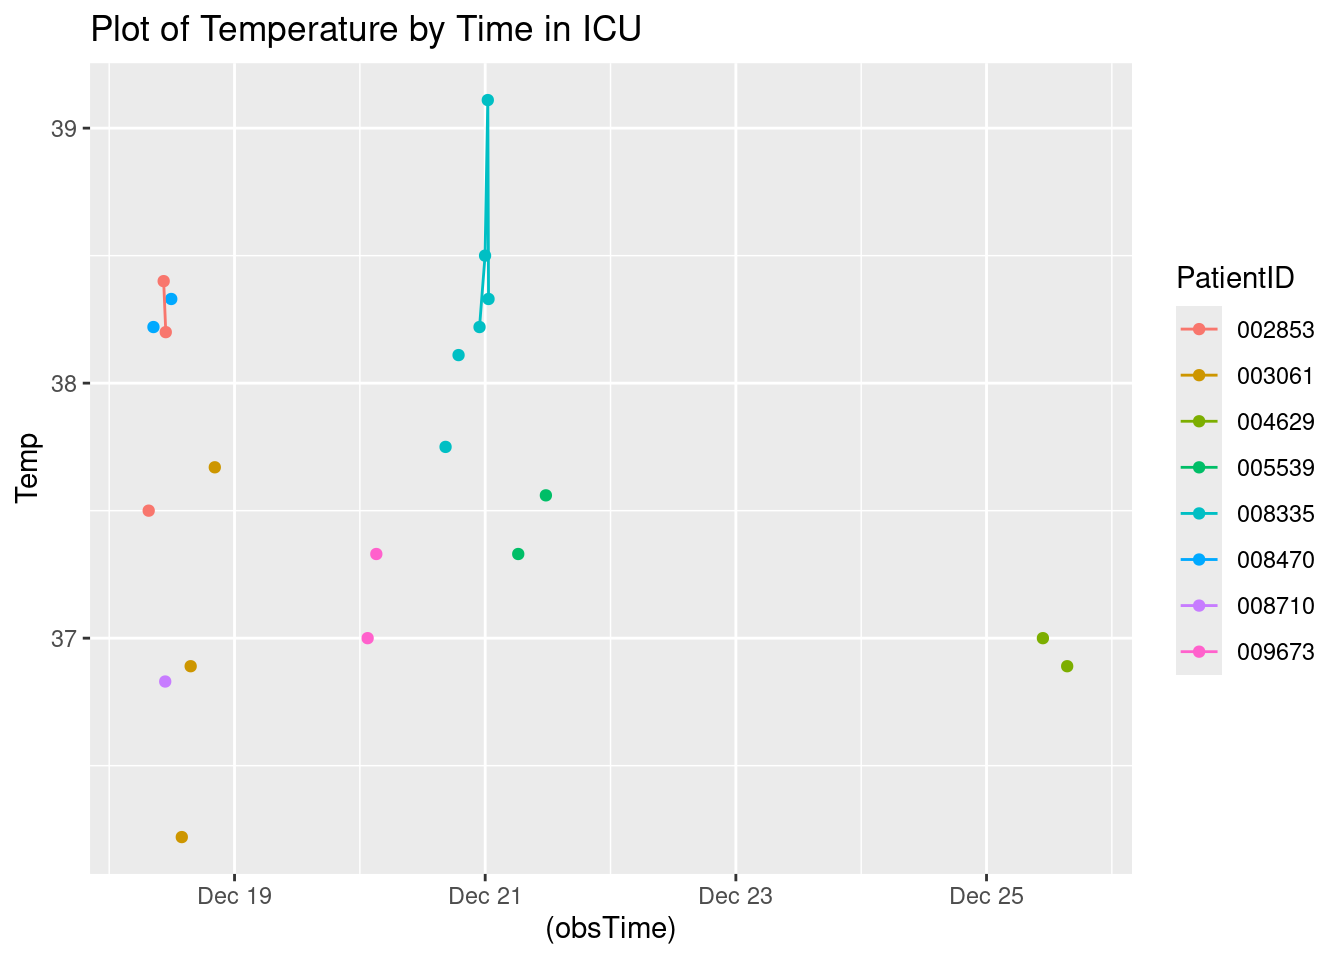 Plot of Temperature by Time in ICU
39
38
37
Temp
Dec 19
Dec 21
Dec 23
Dec 25
(obsTime)
PatientID
002853
003061
004629
005539
008335
008470
008710
009673